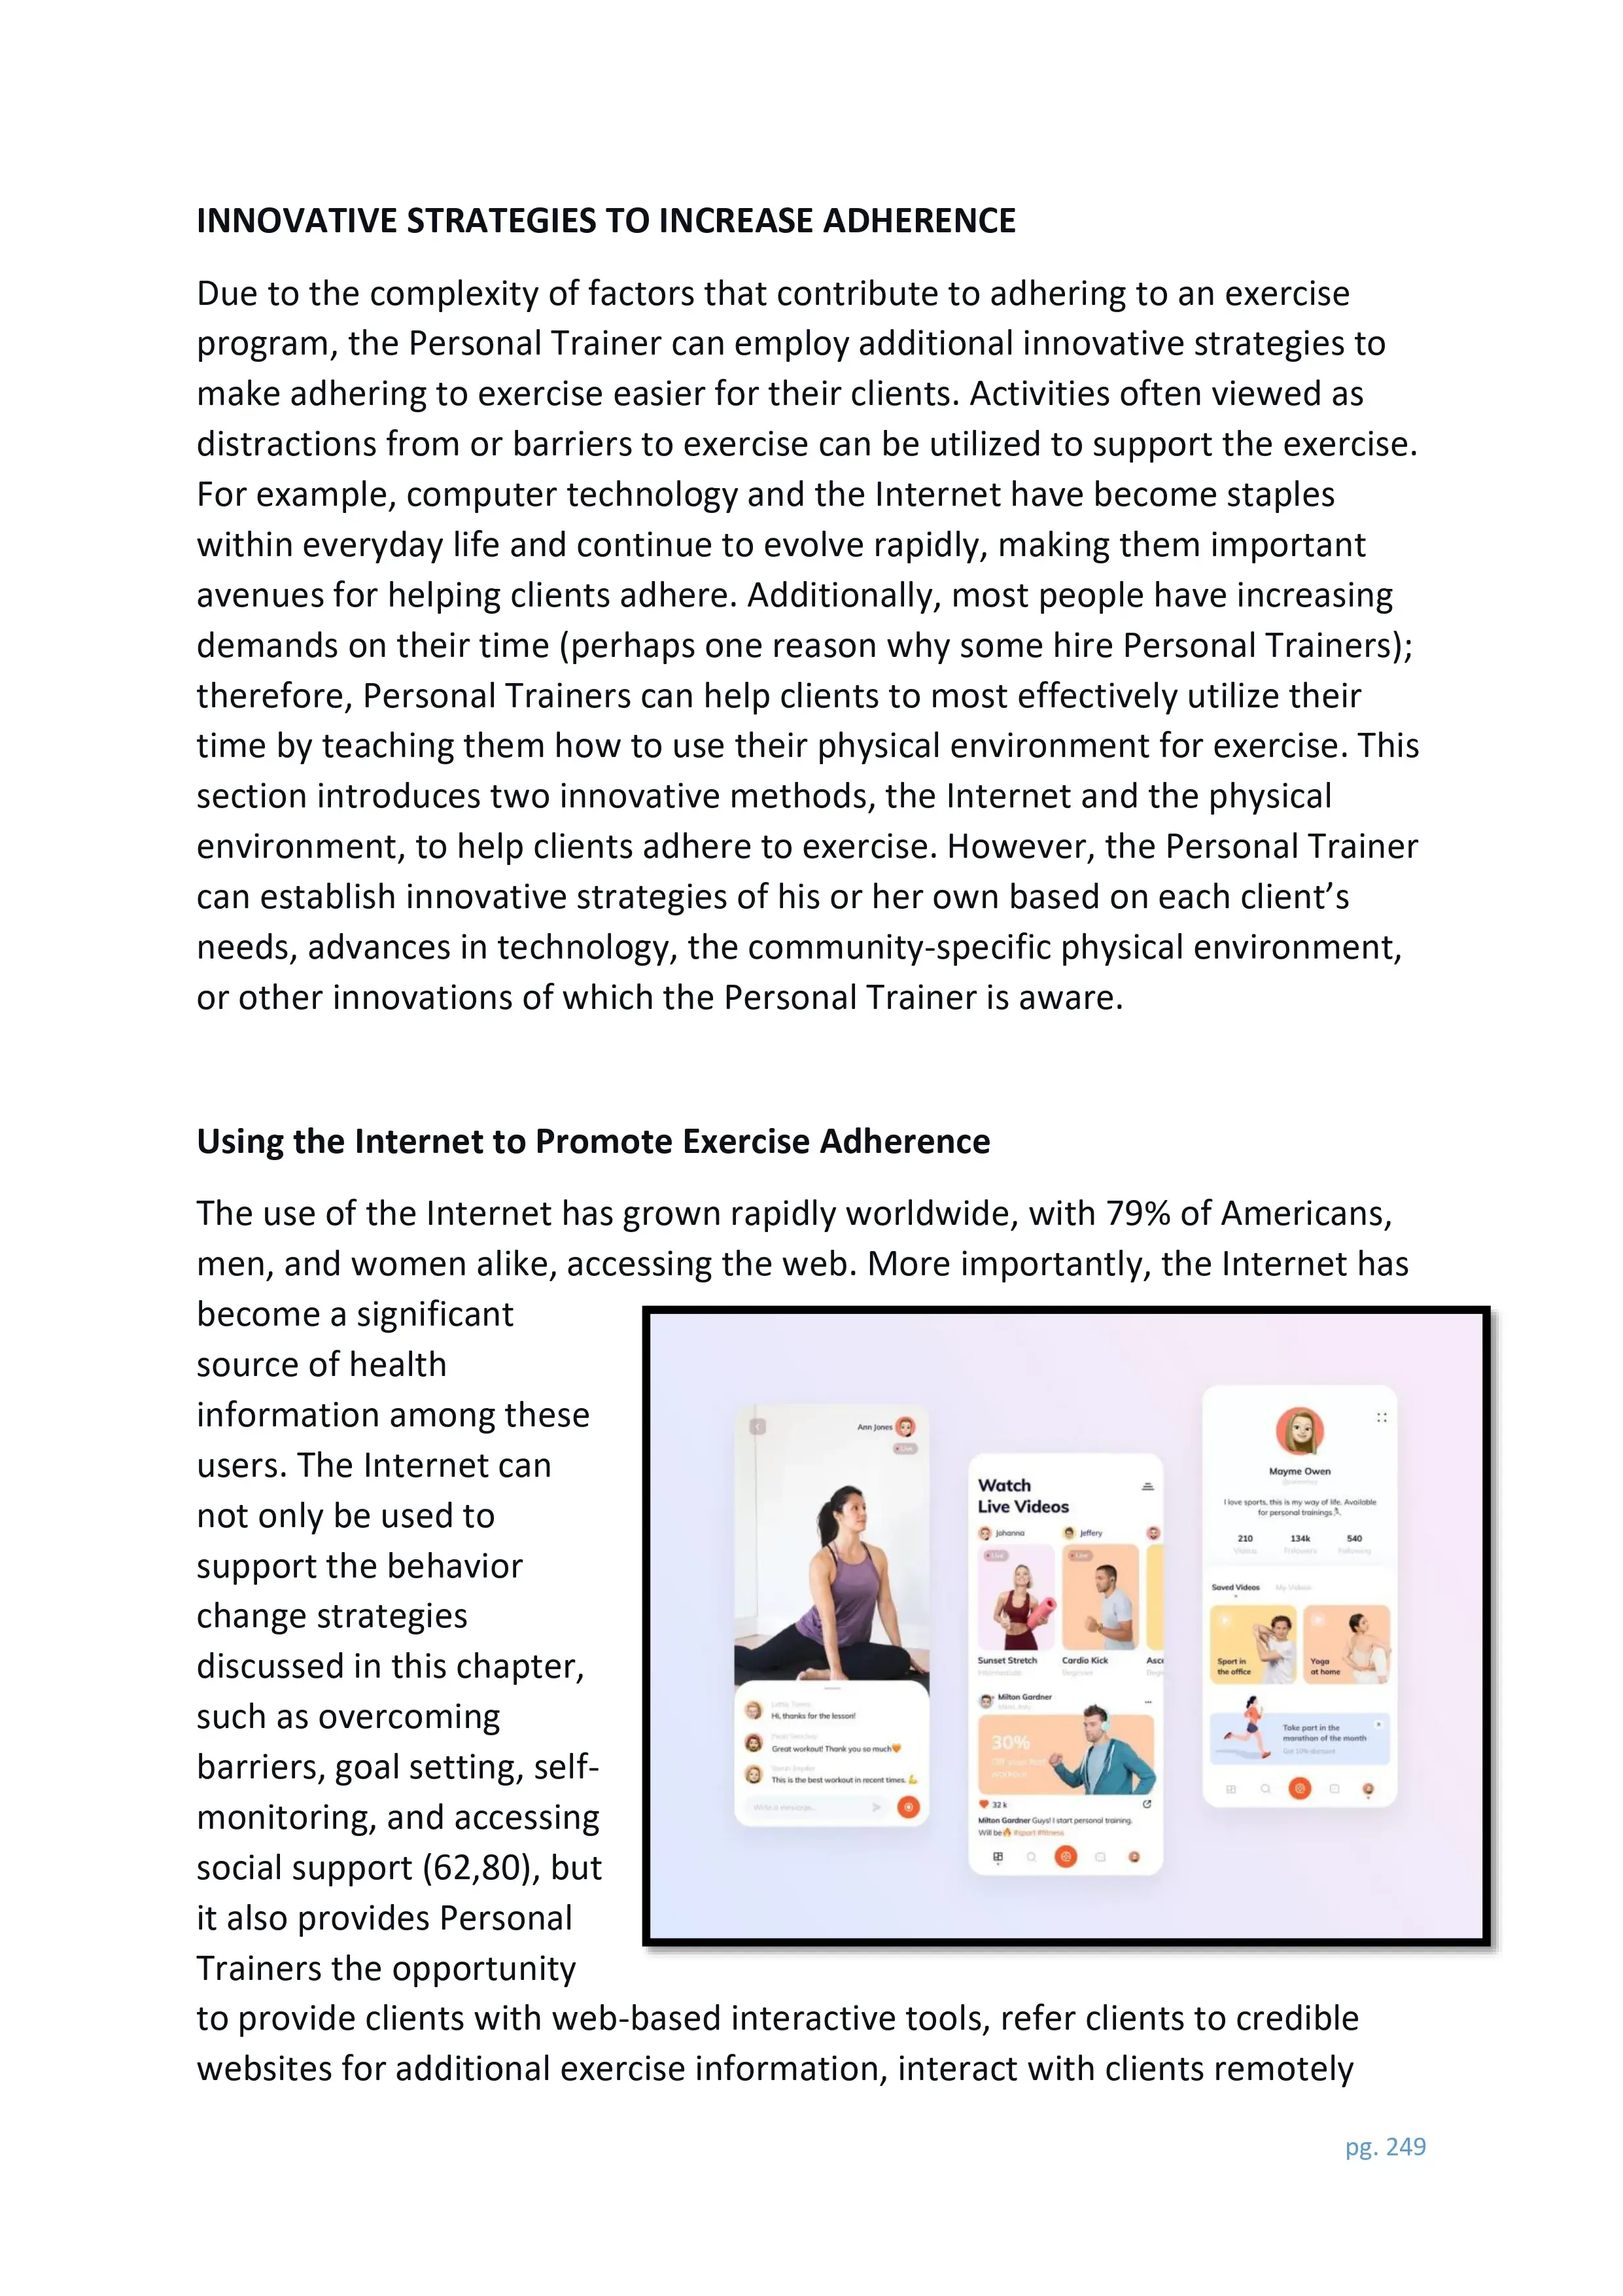 INNOVATIVE STRATEGIES TO INCREASE ADHERENCE
Due to the complexity of factors that contribute to adhering to an exercise
program, the Personal Trainer can employ additional innovative strategies to
make adhering to exercise easier for their clients. Activities often viewed as
distractions from or barriers to exercise can be utilized to support the exercise.
For example, computer technology and the Internet have become staples
within everyday life and continue to evolve rapidly, making them important
avenues for helping clients adhere. Additionally, most people have increasing
demands on their time (perhaps one reason why some hire Personal Trainers);
therefore, Personal Trainers can help clients to most effectively utilize their
time by teaching them how to use their physical environment for exercise. This
section introduces two innovative methods, the Internet and the physical
environment, to help clients adhere to exercise. However, the Personal Trainer
can establish innovative strategies of his or her own based on each client’s
needs, advances in technology, the community-specific physical environment,
or other innovations of which the Personal Trainer is aware.
Using the Internet to Promote Exercise Adherence
The use of the Internet has grown rapidly worldwide, with 79% of Americans,
men, and women alike, accessing the web. More importantly, the Internet has
become a significant
source of health
information among these
users. The Internet can
not only be used to
support the behavior
change strategies
discussed in this chapter,
such as overcoming
barriers, goal setting, self-
monitoring, and accessing
social support (62,80), but
it also provides Personal
Trainers the opportunity
to provide clients with web-based interactive tools, refer clients to credible
websites for additional exercise information, interact with clients remotely
Ann Jones
Live
Hi, thanks for the lesson!
Great workout! Thank you so much🧡
This is the best workout in recent times. 💪
Write a message...
Watch
Live Videos
Johanna
Jeffery
Live
Live
Sunset Stretch
Cardio Kick
Asce
Intermediate
Beginner
Milton Gardner
30%
32 k
Milton Gardner Guys! I start personal training.
Will be🔥 #sport #fitness
Mayme Owen
I love sports, this is my way of life. Available
for personal trainings
210
134k
540
Videos
Followers
Following
Saved Videos
My Videos
Sport in
the office
Yoga
at home
Take part in the
marathon of the month
pg. 249